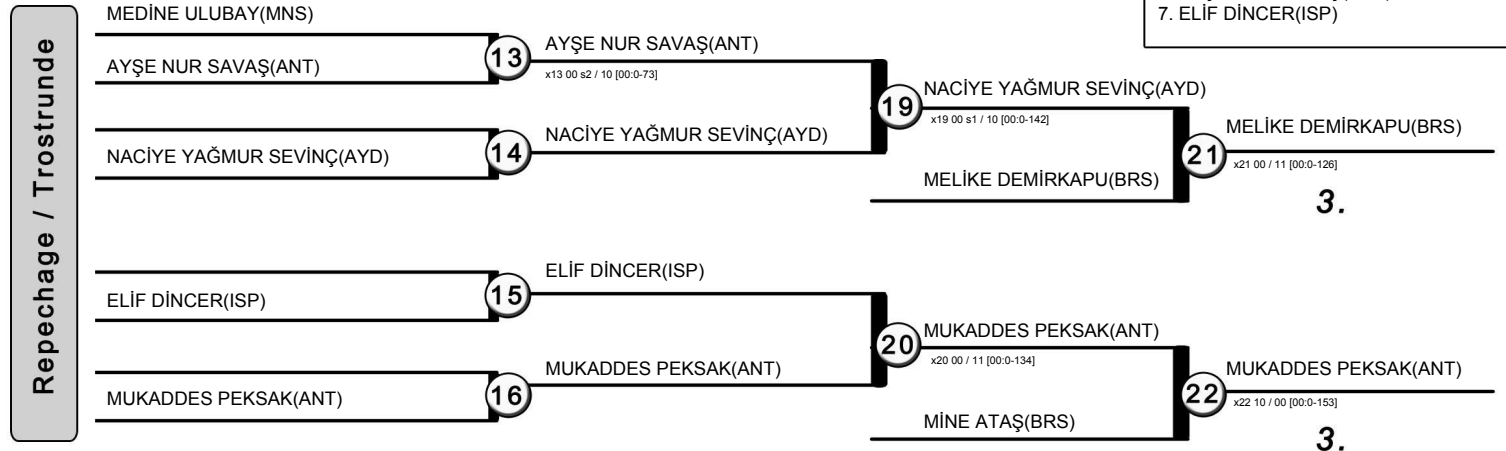 7. ELİF DİNCER(ISP)
Repechage / Trostrunde
MEDİNE ULUBAY(MNS)
AYŞE NUR SAVAŞ(ANT)
13
AYŞE NUR SAVAŞ(ANT)
x13 00 s2 / 10 [00:0-73]
NACİYE YAĞMUR SEVİNÇ(AYD)
14
NACİYE YAĞMUR SEVİNÇ(AYD)
19
NACİYE YAĞMUR SEVİNÇ(AYD)
x19 00 s1 / 10 [00:0-142]
MELİKE DEMİRKAPU(BRS)
21
MELİKE DEMİRKAPU(BRS)
x21 00 / 11 [00:0-126]
3.
ELİF DİNCER(ISP)
15
ELİF DİNCER(ISP)
MUKADDES PEKSAK(ANT)
16
MUKADDES PEKSAK(ANT)
20
MUKADDES PEKSAK(ANT)
x20 00 / 11 [00:0-134]
MİNE ATAŞ(BRS)
22
MUKADDES PEKSAK(ANT)
x22 10 / 00 [00:0-153]
3.